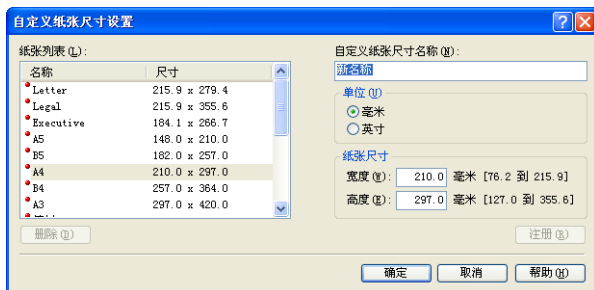 自定义纸张尺寸设置
纸张列表(L):
名称 尺寸
Letter 215.9 x 279.4
Legal 215.9 x 355.6
Executive 184.1 x 266.7
A5 148.0 x 210.0
B5 182.0 x 257.0
A4 210.0 x 297.0
B4 257.0 x 364.0
A3 297.0 x 420.0
删除(D)
自定义纸张尺寸名称(N):
新名称
单位(U)
毫米
英寸
纸张尺寸
宽度(W): 210.0 毫米 [76.2 到 215.9]
高度(E): 297.0 毫米 [127.0 到 355.6]
注册(R)
确定 取消 帮助(H)